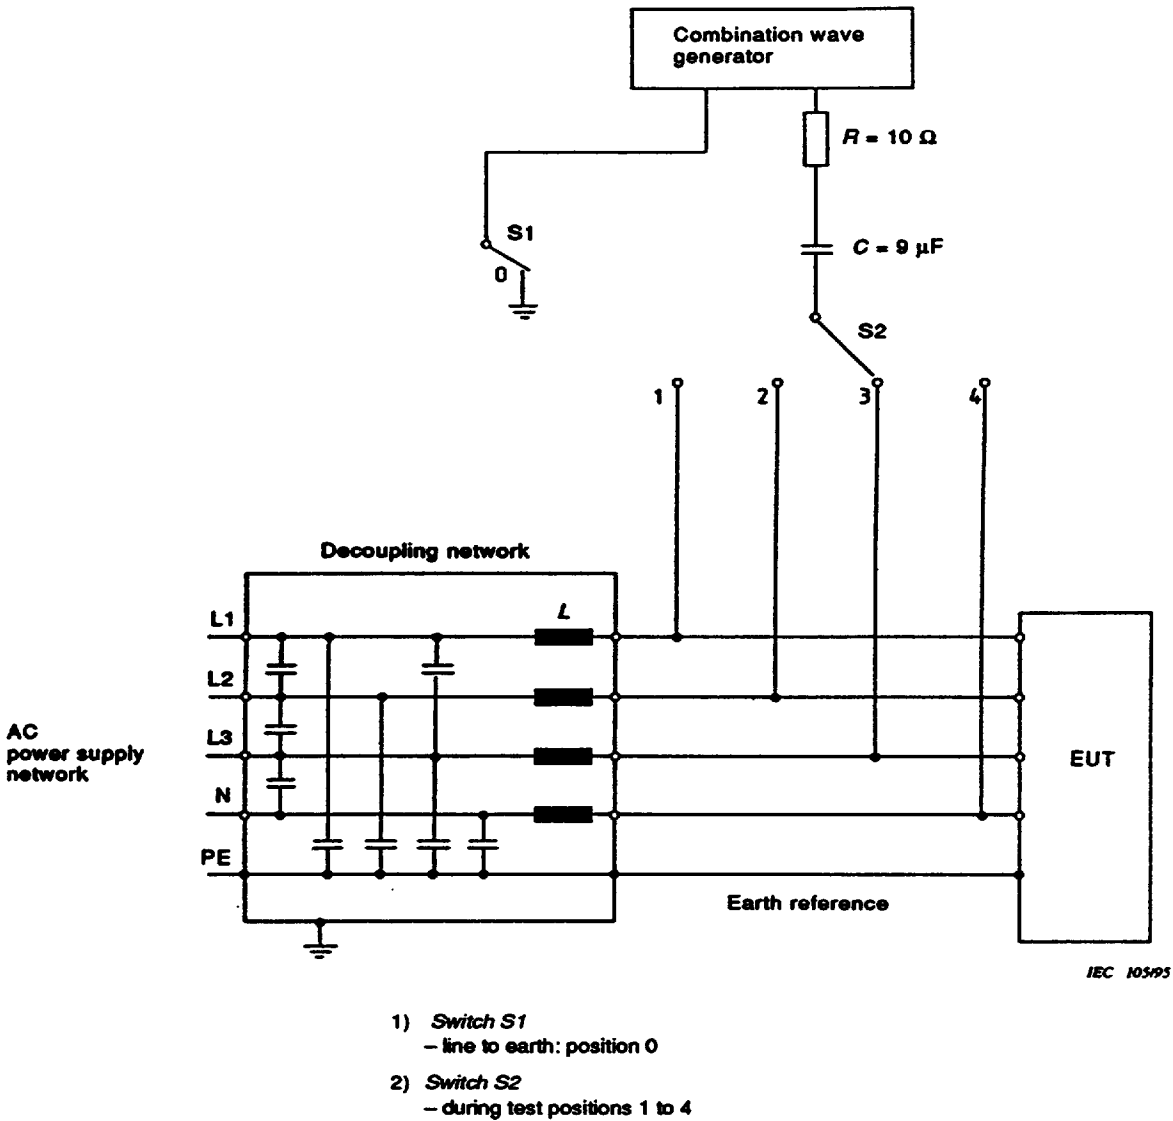 Combination wave
generator
R = 10 Ω
S1
0
C = 9 µF
S2
1
2
3
4
Decoupling network
L1
L
L2
AC
power supply
network
L3
EUT
N
PE
Earth reference
IEC 105/95
1) Switch S1
– line to earth: position 0
2) Switch S2
– during test positions 1 to 4